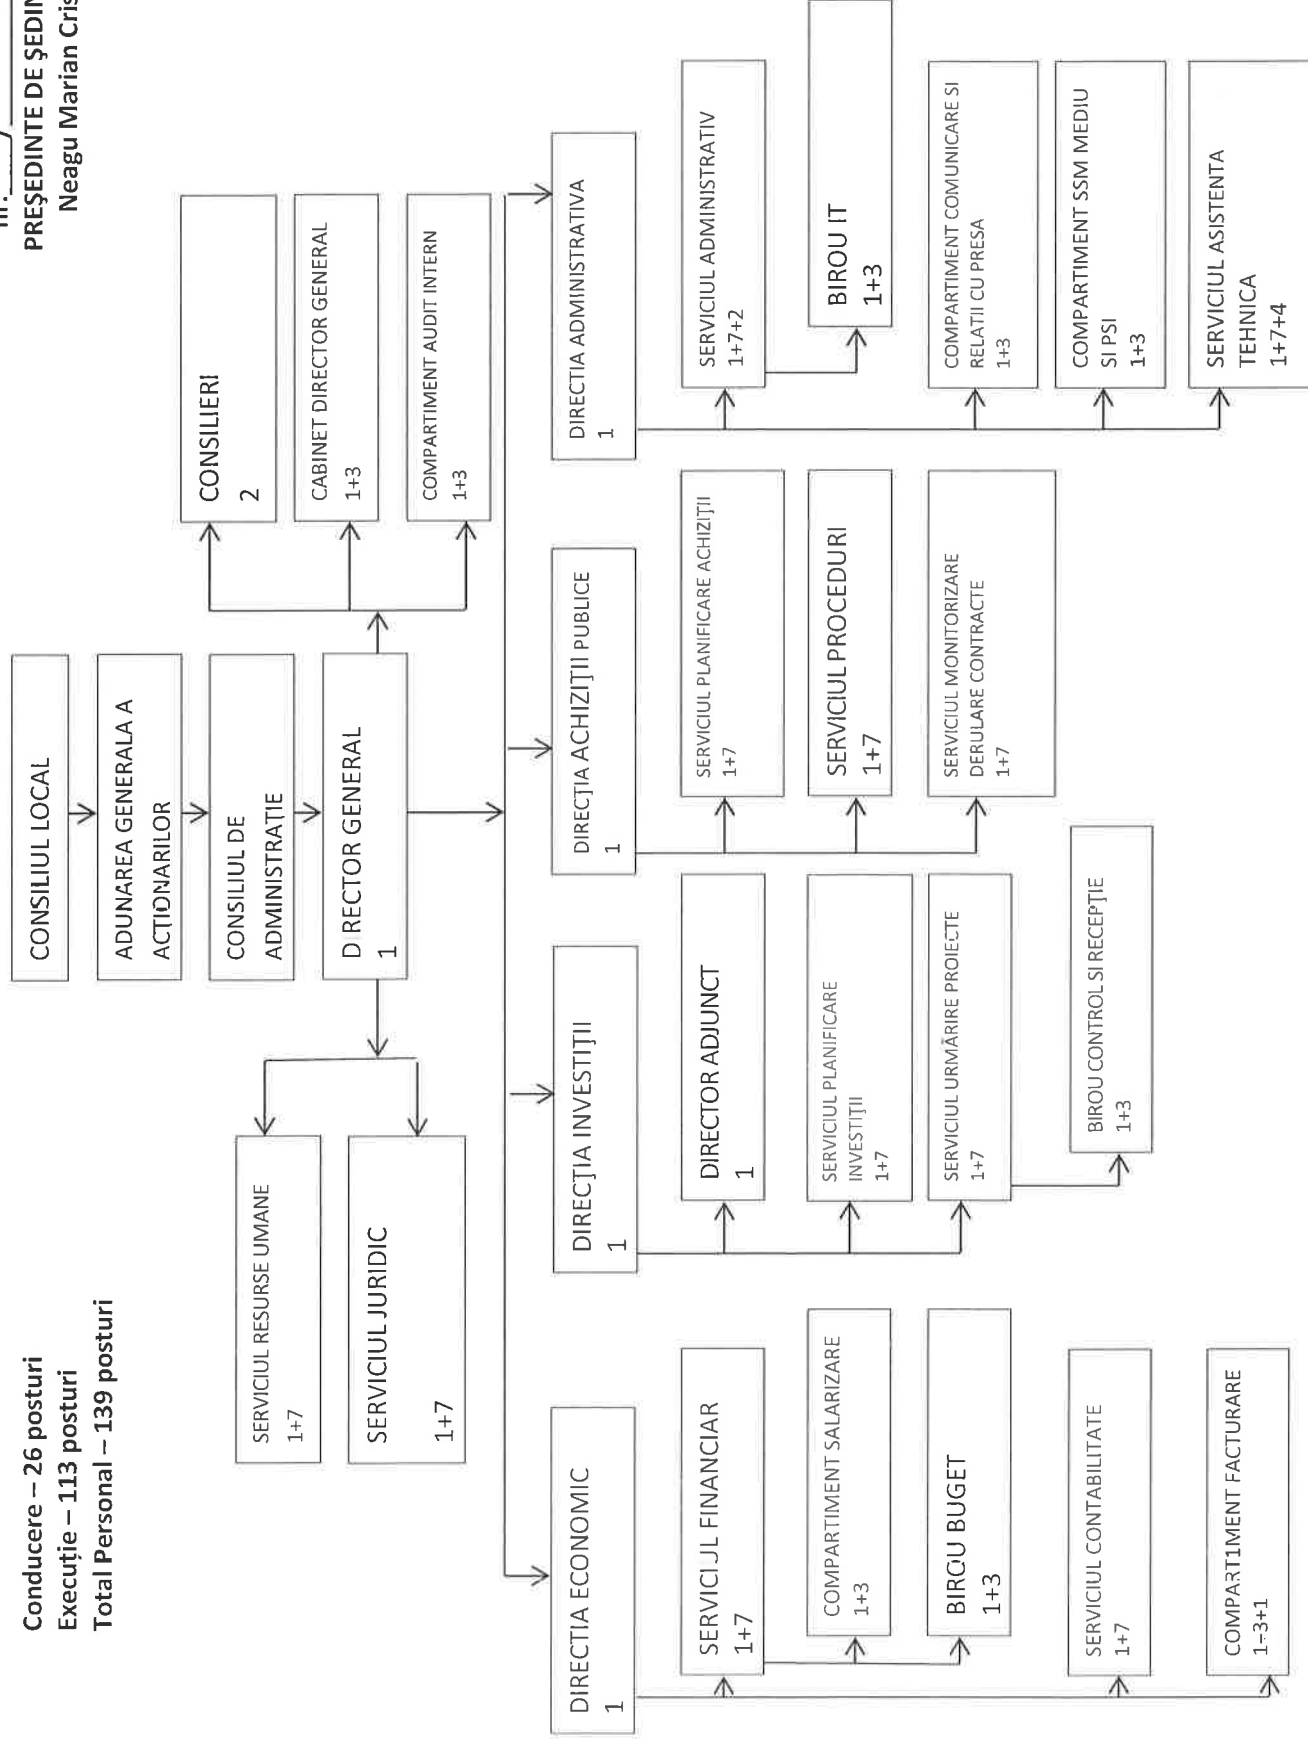 nr.
PREȘEDINTE DE ȘEDIN
Neagu Marian Cris
Conducere – 26 posturi
Execuție – 113 posturi
Total Personal – 139 posturi
CONSILIUL LOCAL
ADUNAREA GENERALA A
ACȚIONARILOR
CONSILIUL DE
ADMINISTRAȚIE
D RECTOR GENERAL
1
CONSILIERI
2
CABINET DIRECTOR GENERAL
1+3
COMPARTIMENT AUDIT INTERN
1+3
SERVICIUL RESURSE UMANE
1+7
SERVICIUL JURIDIC
1+7
DIRECTIA ECONOMIC
1
SERVICIUL FINANCIAR
1+7
COMPARTIMENT SALARIZARE
1+3
BIROU BUGET
1+3
SERVICIUL CONTABILITATE
1+7
COMPARTIMENT FACTURARE
1+3+1
DIRECȚIA INVESTIȚII
1
DIRECTOR ADJUNCT
1
SERVICIUL PLANIFICARE
INVESTIȚII
1+7
SERVICIUL URMĂRIRE PROIECTE
1+7
BIROU CONTROL SI RECEPȚIE
1+3
DIRECȚIA ACHIZIȚII PUBLICE
1
SERVICIUL PLANIFICARE ACHIZIȚII
1+7
SERVICIUL PROCEDURI
1+7
SERVICIUL MONITORIZARE
DERULARE CONTRACTE
1+7
DIRECTIA ADMINISTRATIVA
1
SERVICIUL ADMINISTRATIV
1+7+2
BIROU IT
1+3
COMPARTIMENT COMUNICARE SI
RELATII CU PRESA
1+3
COMPARTIMENT SSM MEDIU
SI PSI
1+3
SERVICIUL ASISTENTA
TEHNICA
1+7+4